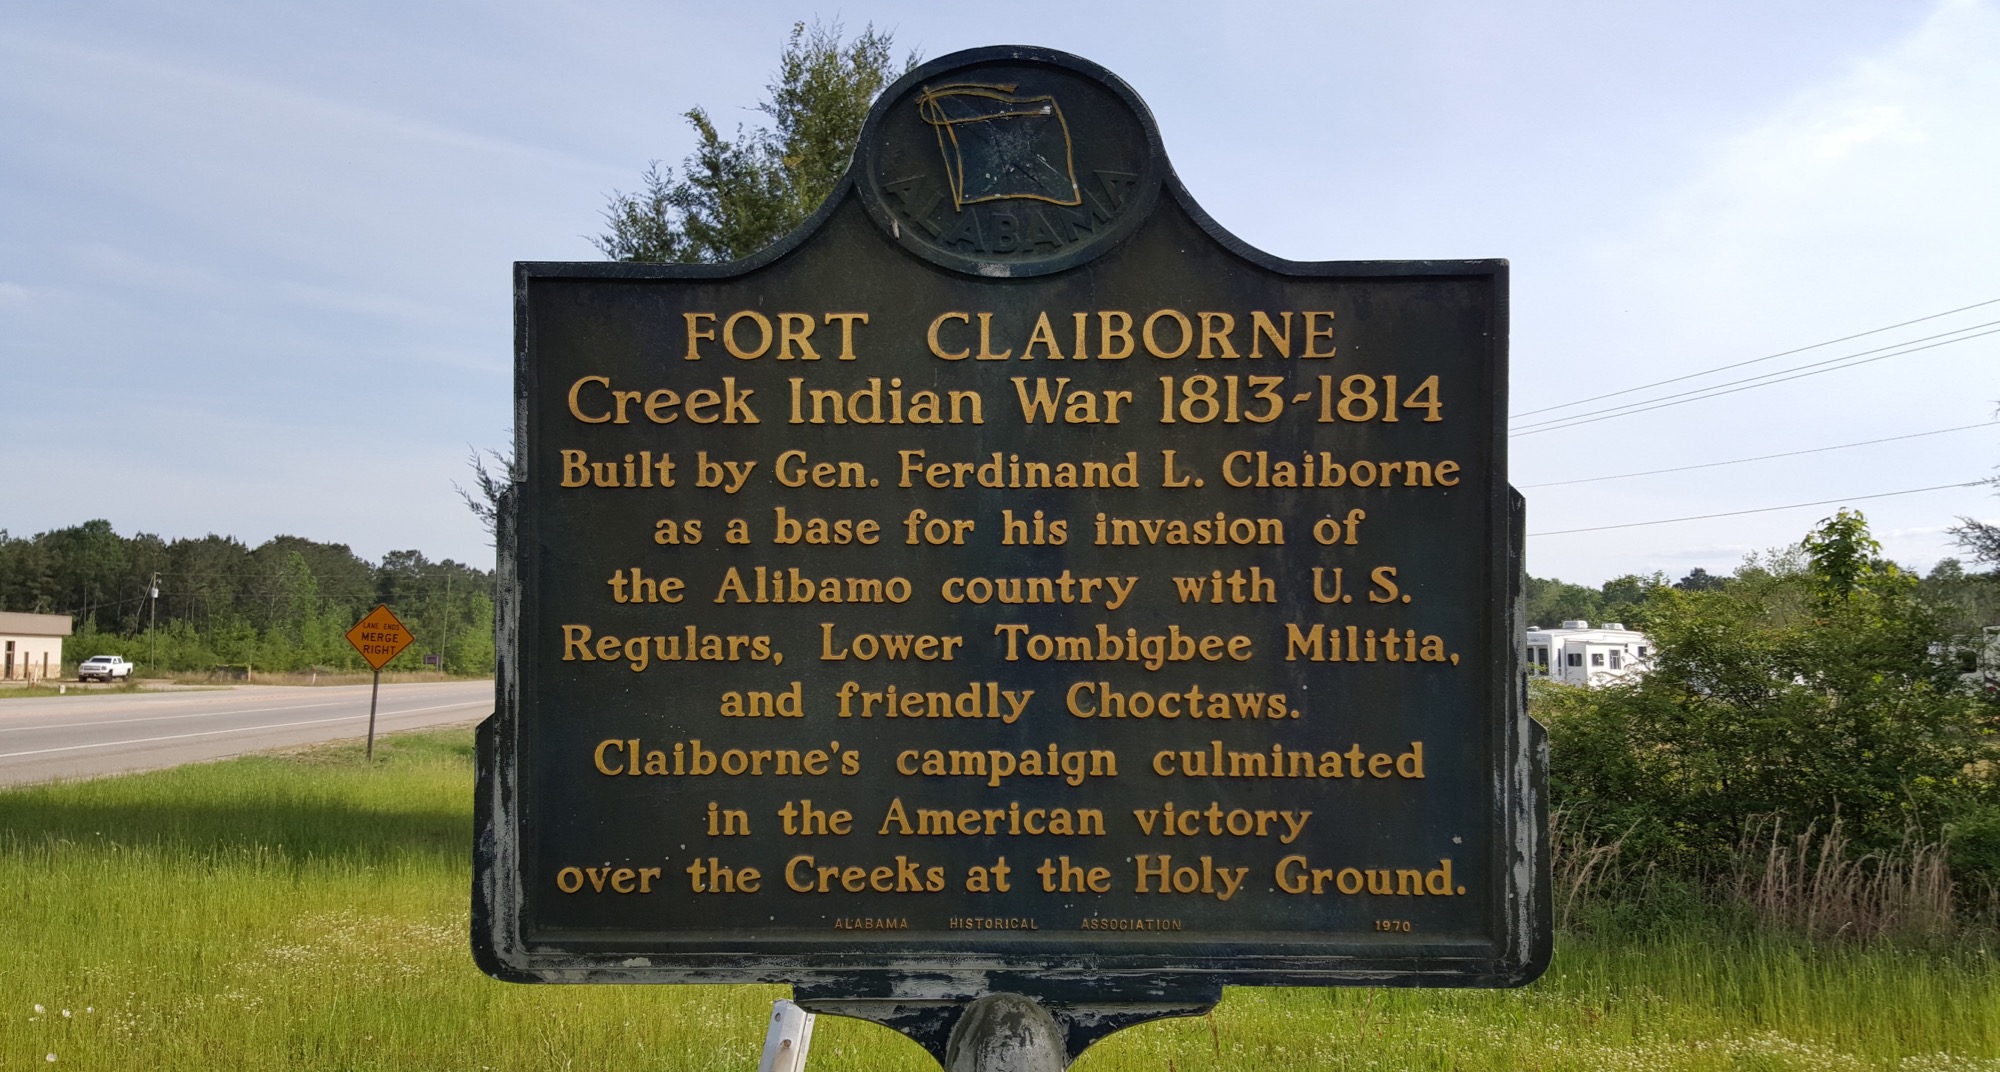 ALABAMA
FORT CLAIBORNE
Creek Indian War 1813-1814
Built by Gen. Ferdinand L. Claiborne
as a base for his invasion of
the Alibamo country with U. S.
Regulars, Lower Tombigbee Militia,
and friendly Choctaws.
Claiborne's campaign culminated
in the American victory
over the Creeks at the Holy Ground.
ALABAMA HISTORICAL ASSOCIATION 1970
LANE ENDS
MERGE
RIGHT